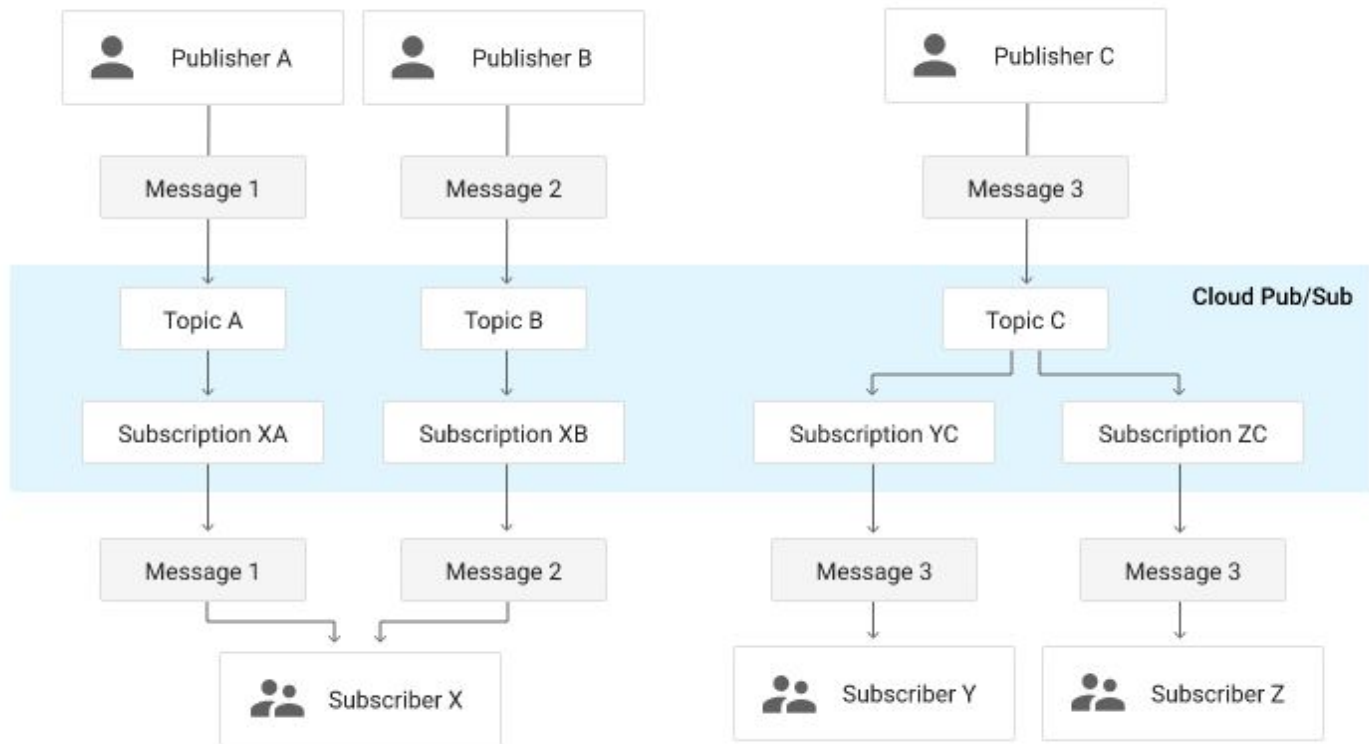 Publisher A
Publisher B
Publisher C
Message 1
Message 2
Message 3
Cloud Pub/Sub
Topic A
Topic B
Topic C
Subscription XA
Subscription XB
Subscription YC
Subscription ZC
Message 1
Message 2
Message 3
Message 3
Subscriber X
Subscriber Y
Subscriber Z